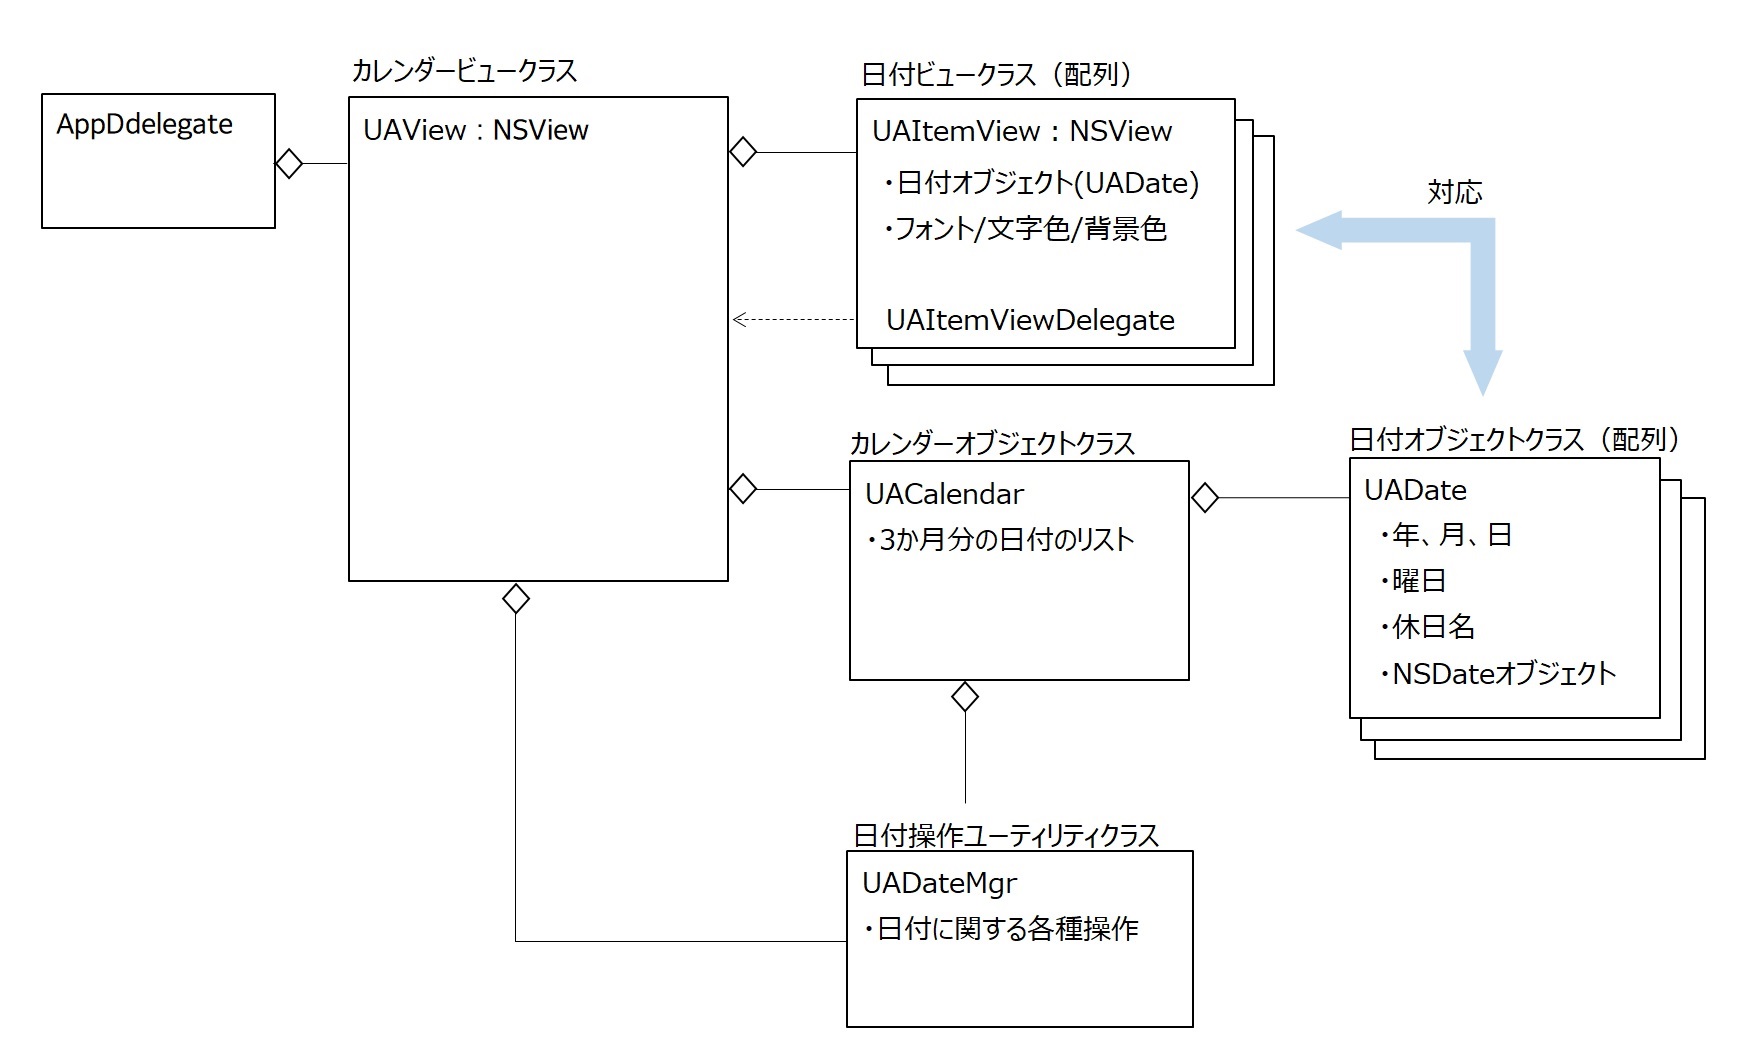 AppDdelegate
カレンダービュークラス
UAView : NSView
日付ビュークラス（配列）
UAItemView : NSView
・日付オブジェクト(UADate)
・フォント/文字色/背景色
UAItemViewDelegate
対応
カレンダーオブジェクトクラス
UACalendar
・3か月分の日付のリスト
日付オブジェクトクラス（配列）
UADate
・年、月、日
・曜日
・休日名
・NSDateオブジェクト
日付操作ユーティリティクラス
UADateMgr
・日付に関する各種操作